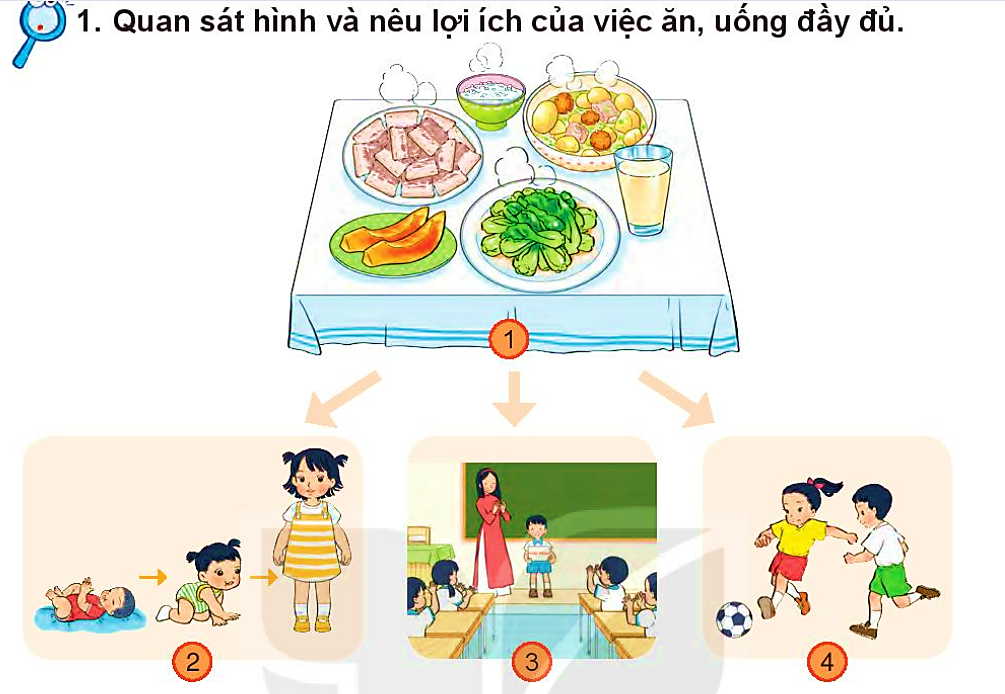 1. Quan sát hình và nêu lợi ích của việc ăn, uống đầy đủ.
1
2
3
4